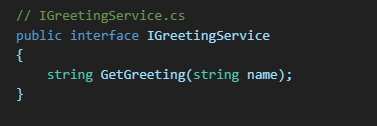 // IGreetingService.cs
public interface IGreetingService
{
    string GetGreeting(string name);
}